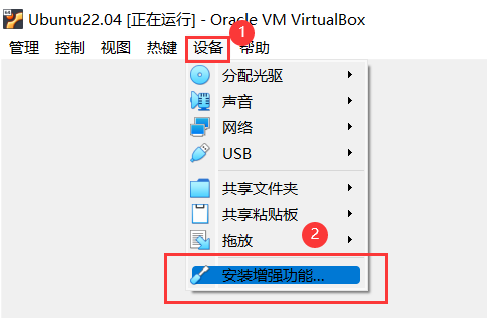 Ubuntu22.04 [正在运行] - Oracle VM VirtualBox
管理 控制 视图 热键 设备 帮助
1
分配光驱
声音
网络
USB
共享文件夹
共享粘贴板
拖放
2
安装增强功能...